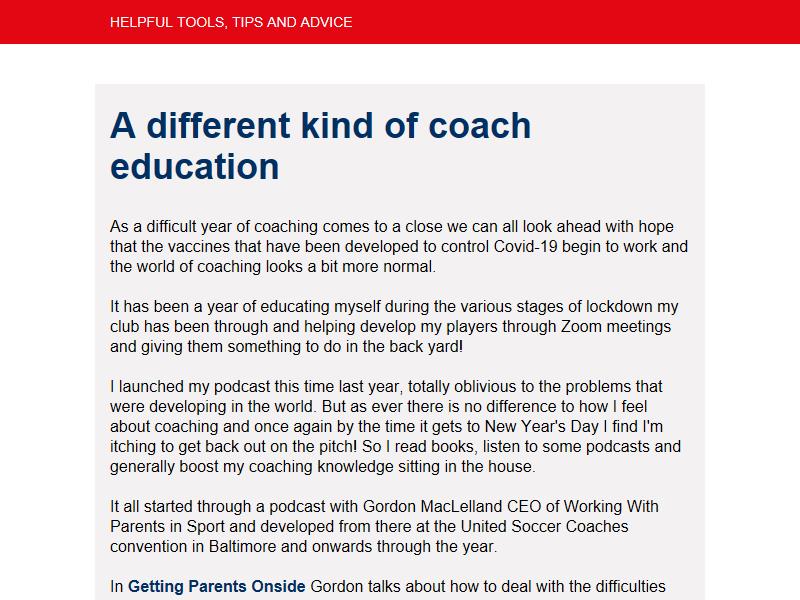 HELPFUL TOOLS, TIPS AND ADVICE
A different kind of coach
education
As a difficult year of coaching comes to a close we can all look ahead with hope
that the vaccines that have been developed to control Covid-19 begin to work and
the world of coaching looks a bit more normal.
It has been a year of educating myself during the various stages of lockdown my
club has been through and helping develop my players through Zoom meetings
and giving them something to do in the back yard!
I launched my podcast this time last year, totally oblivious to the problems that
were developing in the world. But as ever there is no difference to how I feel
about coaching and once again by the time it gets to New Year's Day I find I'm
itching to get back out on the pitch! So I read books, listen to some podcasts and
generally boost my coaching knowledge sitting in the house.
It all started through a podcast with Gordon MacLelland CEO of Working With
Parents in Sport and developed from there at the United Soccer Coaches
convention in Baltimore and onwards through the year.
In Getting Parents Onside Gordon talks about how to deal with the difficulties